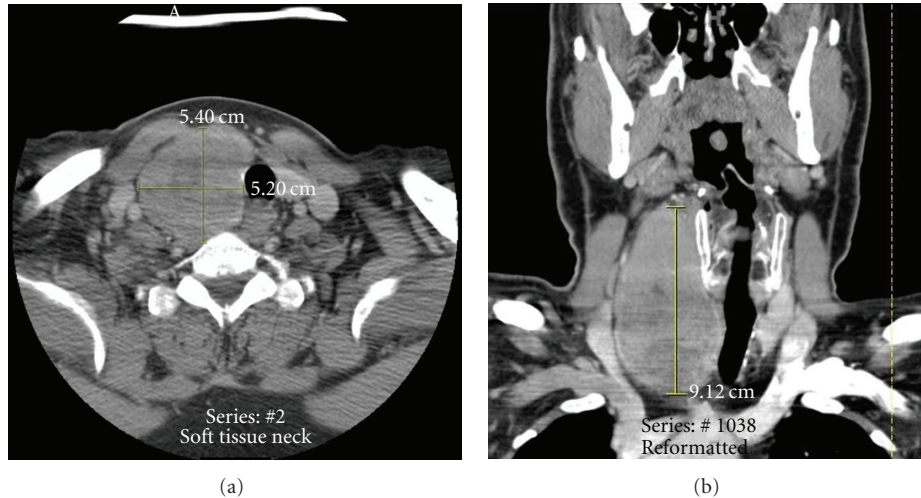 A
5.40 cm
5.20 cm
Series: #2
Soft tissue neck
9.12 cm
Series: # 1038
Reformatted
(a)
(b)